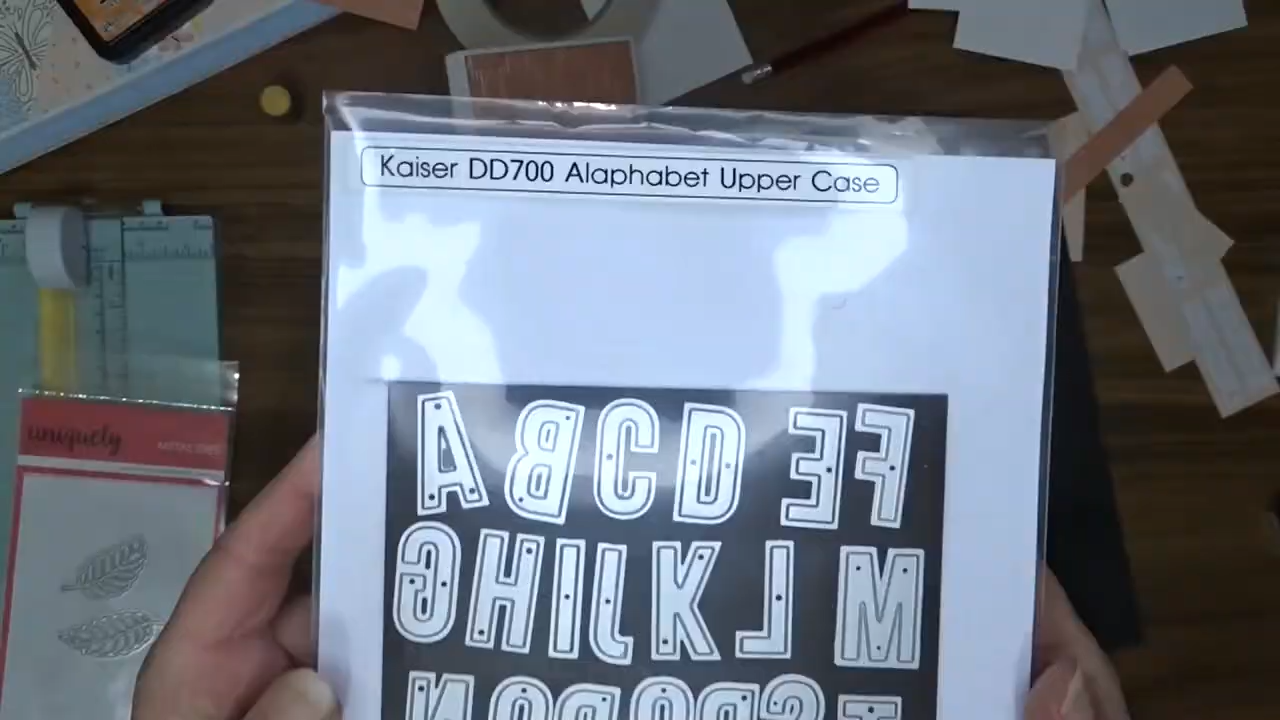 Kaiser DD700 Alaphabet Upper Case
A B C D E F
G H I J K L M
uniquely